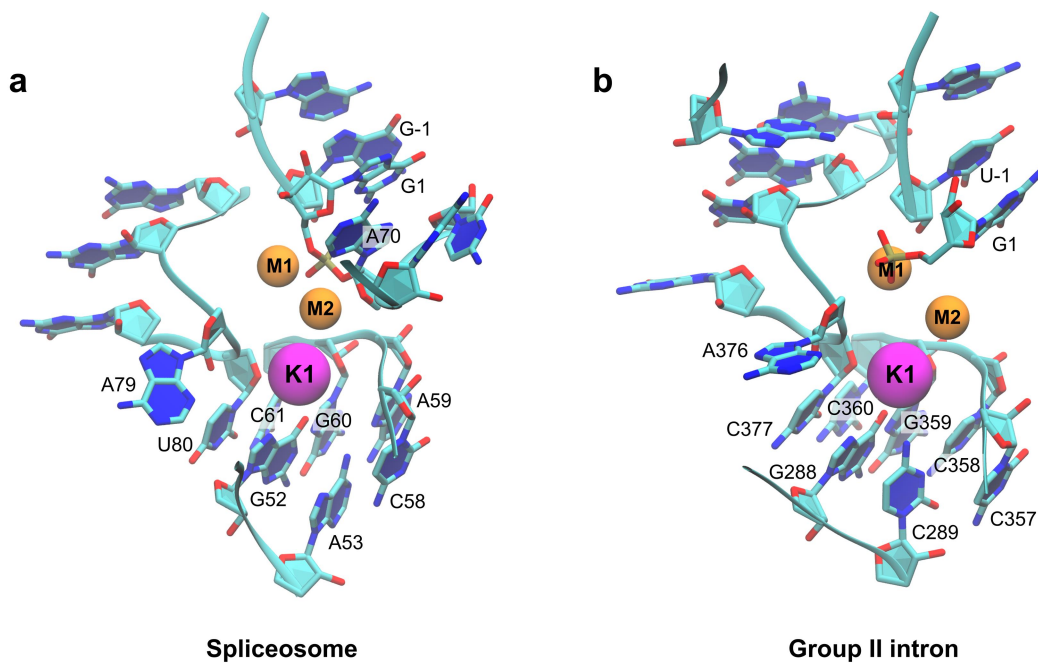 a
G-1
G1
A70
M1
M2
K1
A79
C61
A59
G60
U80
G52
C58
A53
Spliceosome
b
U-1
G1
M1
M2
A376
K1
C360
G359
C377
C358
G288
C357
C289
Group II intron